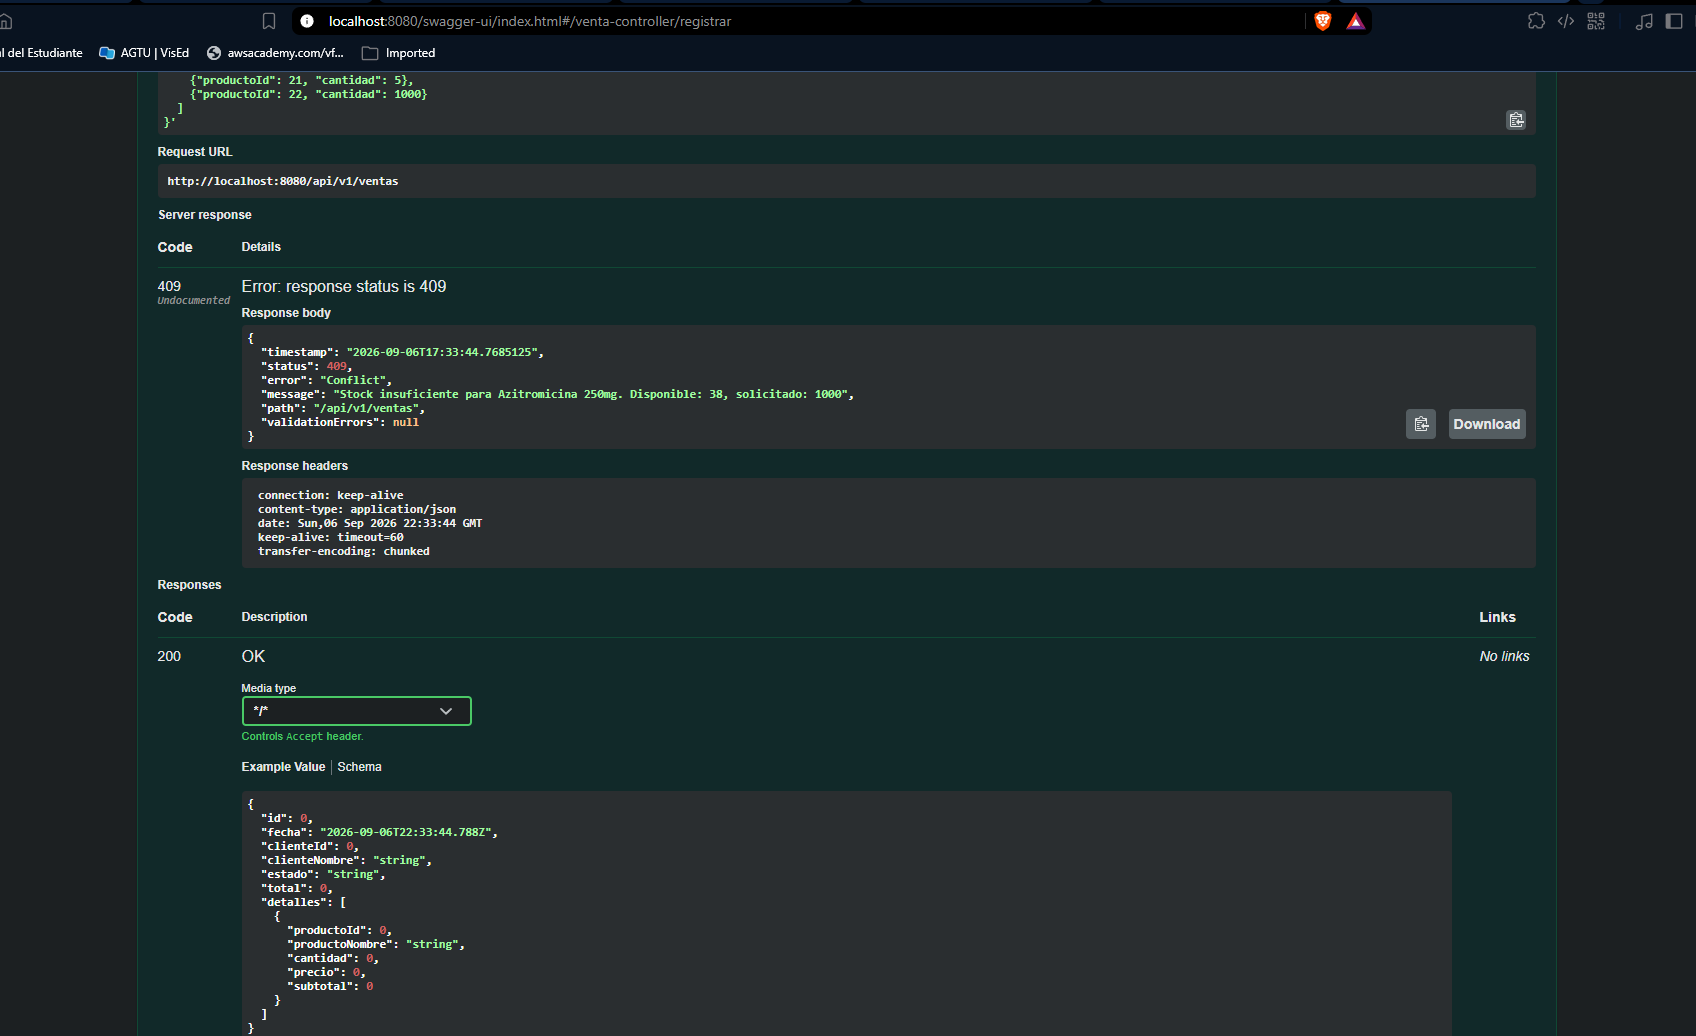 localhost:8080/swagger-ui/index.html#/venta-controller/registrar
l del Estudiante AGTU | VisEd awsacademy.com/vf... Imported
{"productoId": 21, "cantidad": 5},
{"productoId": 22, "cantidad": 1000}
]
}'
Request URL
http://localhost:8080/api/v1/ventas
Server response
Code Details
409 Error: response status is 409
Undocumented
Response body
{
"timestamp": "2026-09-06T17:33:44.7685125",
"status": 409,
"error": "Conflict",
"message": "Stock insuficiente para Azitromicina 250mg. Disponible: 38, solicitado: 1000",
"path": "/api/v1/ventas",
"validationErrors": null
}
Download
Response headers
connection: keep-alive
content-type: application/json
date: Sun,06 Sep 2026 22:33:44 GMT
keep-alive: timeout=60
transfer-encoding: chunked
Responses
Code Description Links
200 OK No links
Media type
*/*
Controls Accept header.
Example Value | Schema
{
"id": 0,
"fecha": "2026-09-06T22:33:44.788Z",
"clienteId": 0,
"clienteNombre": "string",
"estado": "string",
"total": 0,
"detalles": [
{
"productoId": 0,
"productoNombre": "string",
"cantidad": 0,
"precio": 0,
"subtotal": 0
}
]
}